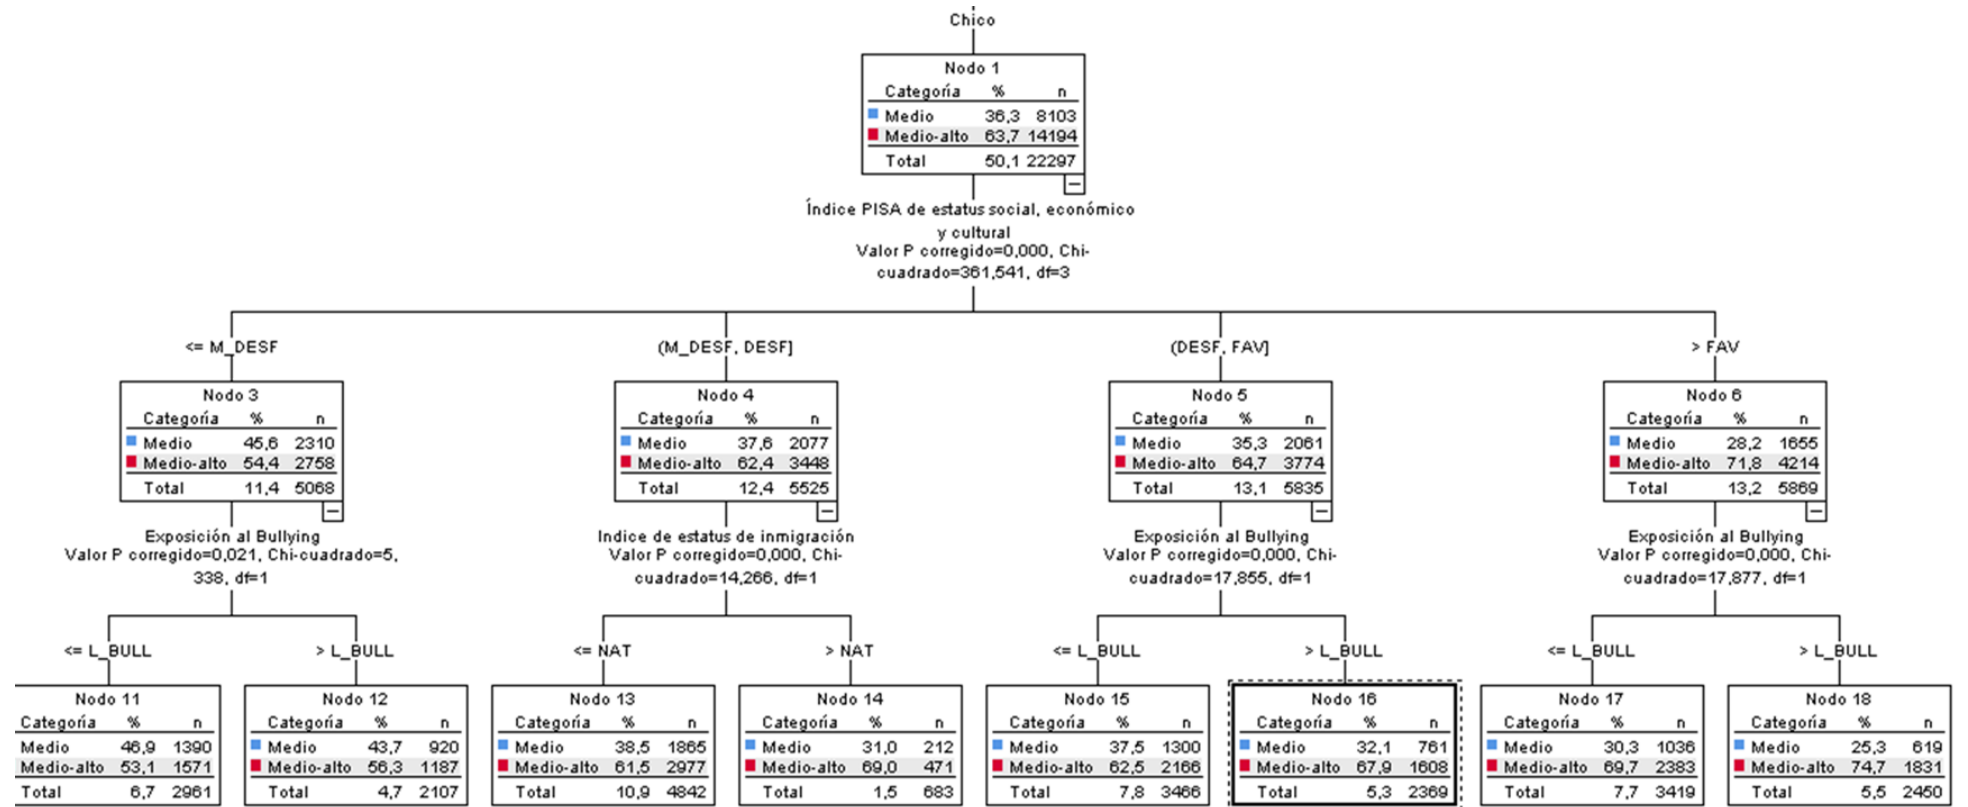 Chico
Nodo 1
Categoría % n
Medio 36,3 8103
Medio-alto 63,7 14194
Total 50,1 22297
Índice PISA de estatus social, económico
y cultural
Valor P corregido=0,000, Chi-
cuadrado=361,541, df=3
<= M_DESF
(M_DESF, DESF]
(DESF, FAV]
> FAV
Nodo 3
Categoría % n
Medio 45,6 2310
Medio-alto 54,4 2758
Total 11,4 5068
Nodo 4
Categoría % n
Medio 37,6 2077
Medio-alto 62,4 3448
Total 12,4 5525
Nodo 5
Categoría % n
Medio 35,3 2061
Medio-alto 64,7 3774
Total 13,1 5835
Nodo 6
Categoría % n
Medio 28,2 1655
Medio-alto 71,8 4214
Total 13,2 5869
Exposición al Bullying
Valor P corregido=0,021, Chi-cuadrado=5,
338, df=1
Indice de estatus de inmigración
Valor P corregido=0,000, Chi-
cuadrado=14,266, df=1
Exposición al Bullying
Valor P corregido=0,000, Chi-
cuadrado=17,855, df=1
Exposición al Bullying
Valor P corregido=0,000, Chi-
cuadrado=17,877, df=1
<= L_BULL
> L_BULL
<= NAT
> NAT
<= L_BULL
> L_BULL
<= L_BULL
> L_BULL
Nodo 11
Categoría % n
Medio 46,9 1390
Medio-alto 53,1 1571
Total 6,7 2961
Nodo 12
Categoría % n
Medio 43,7 920
Medio-alto 56,3 1187
Total 4,7 2107
Nodo 13
Categoría % n
Medio 38,5 1865
Medio-alto 61,5 2977
Total 10,9 4842
Nodo 14
Categoría % n
Medio 31,0 212
Medio-alto 69,0 471
Total 1,5 683
Nodo 15
Categoría % n
Medio 37,5 1300
Medio-alto 62,5 2166
Total 7,8 3466
Nodo 16
Categoría % n
Medio 32,1 761
Medio-alto 67,9 1608
Total 5,3 2369
Nodo 17
Categoría % n
Medio 30,3 1036
Medio-alto 69,7 2383
Total 7,7 3419
Nodo 18
Categoría % n
Medio 25,3 619
Medio-alto 74,7 1831
Total 5,5 2450